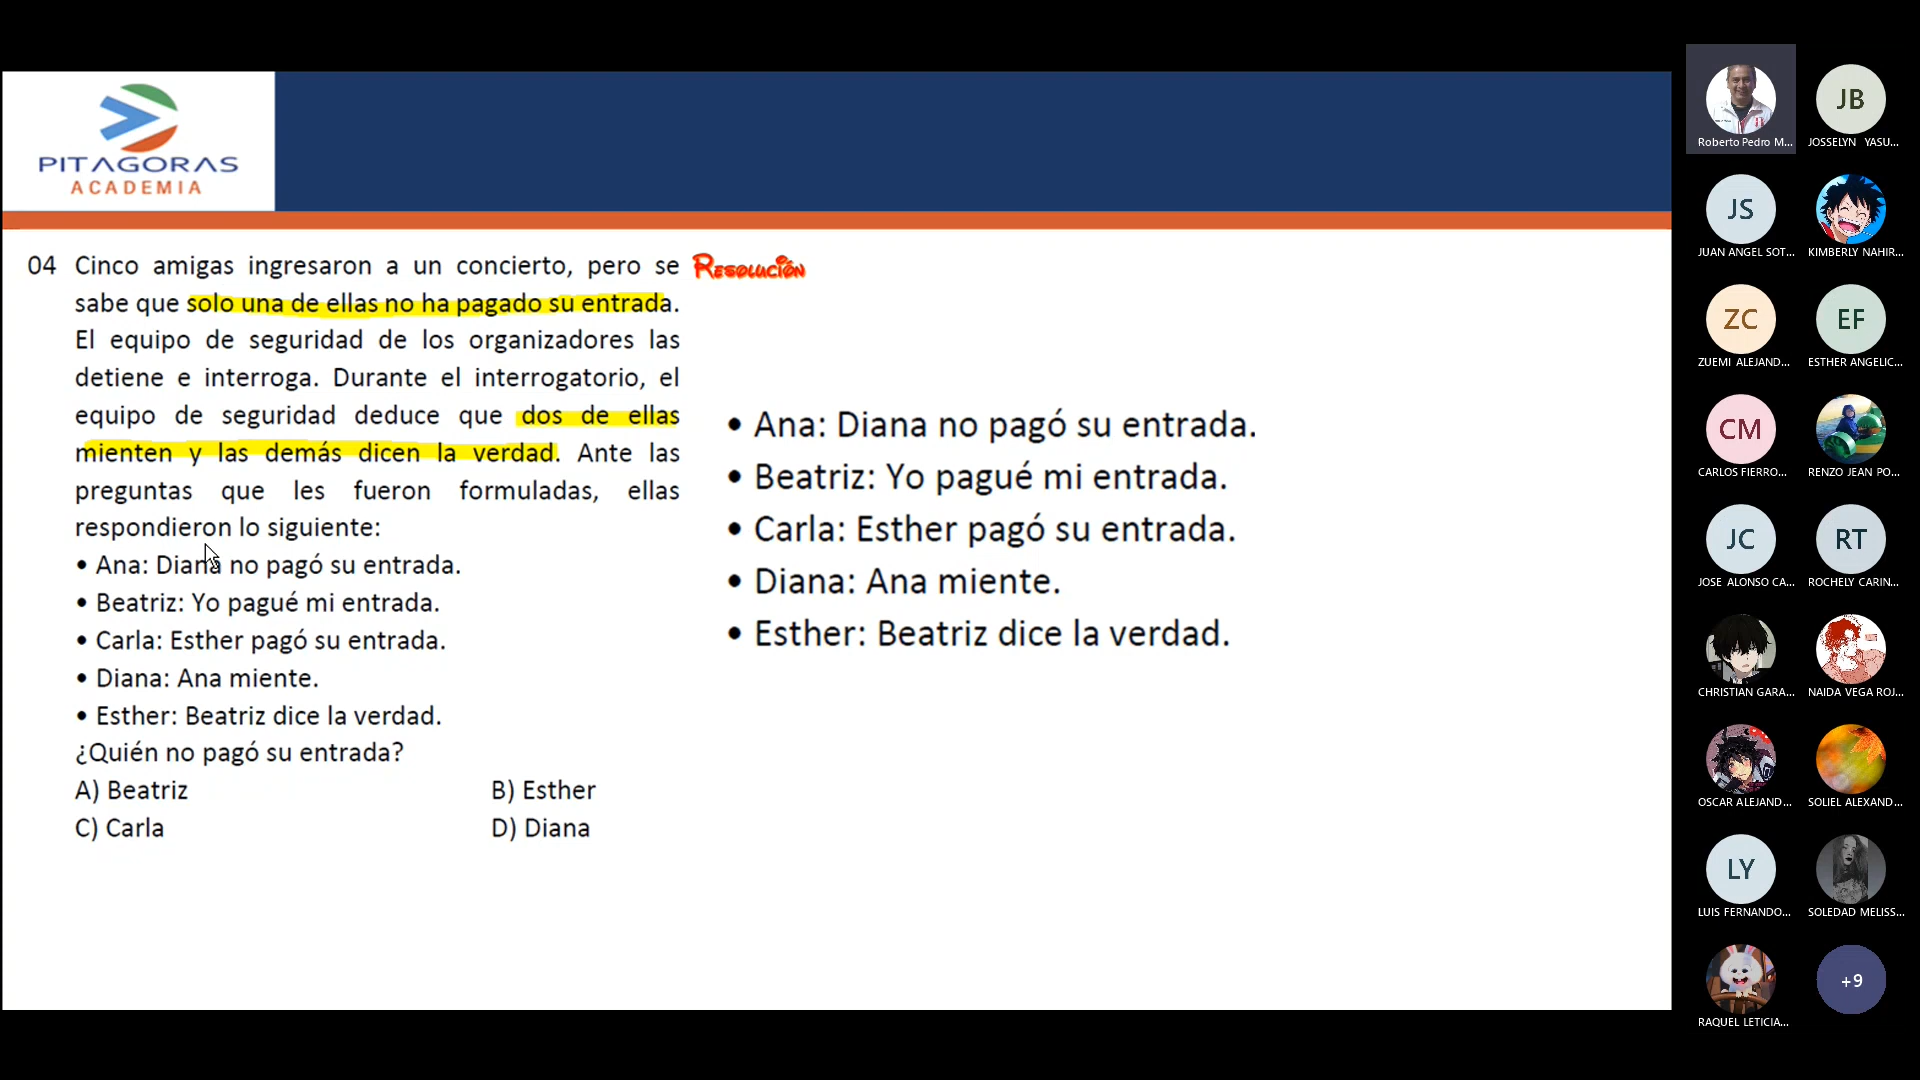 PITAGORAS
ACADEMIA
04 Cinco amigas ingresaron a un concierto, pero se
sabe que solo una de ellas no ha pagado su entrada.
El equipo de seguridad de los organizadores las
detiene e interroga. Durante el interrogatorio, el
equipo de seguridad deduce que dos de ellas
mienten y las demás dicen la verdad. Ante las
preguntas que les fueron formuladas, ellas
respondieron lo siguiente:
• Ana: Diana no pagó su entrada.
• Beatriz: Yo pagué mi entrada.
• Carla: Esther pagó su entrada.
• Diana: Ana miente.
• Esther: Beatriz dice la verdad.
¿Quién no pagó su entrada?
A) Beatriz B) Esther
C) Carla D) Diana
RESOLUCIÓN
• Ana: Diana no pagó su entrada.
• Beatriz: Yo pagué mi entrada.
• Carla: Esther pagó su entrada.
• Diana: Ana miente.
• Esther: Beatriz dice la verdad.
Roberto Pedro M...
JB
JOSSELYN YASU...
JS
JUAN ANGEL SOT...
KIMBERLY NAHIR...
ZC
ZUEMI ALEJAND...
EF
ESTHER ANGELIC...
CM
CARLOS FIERRO...
RENZO JEAN PO...
JC
JOSE ALONSO CA...
RT
ROCHELY CARIN...
CHRISTIAN GARA...
NAIDA VEGA ROJ...
OSCAR ALEJAND...
SOLIEL ALEXAND...
LY
LUIS FERNANDO...
SOLEDAD MELISS...
RAQUEL LETICIA...
+9